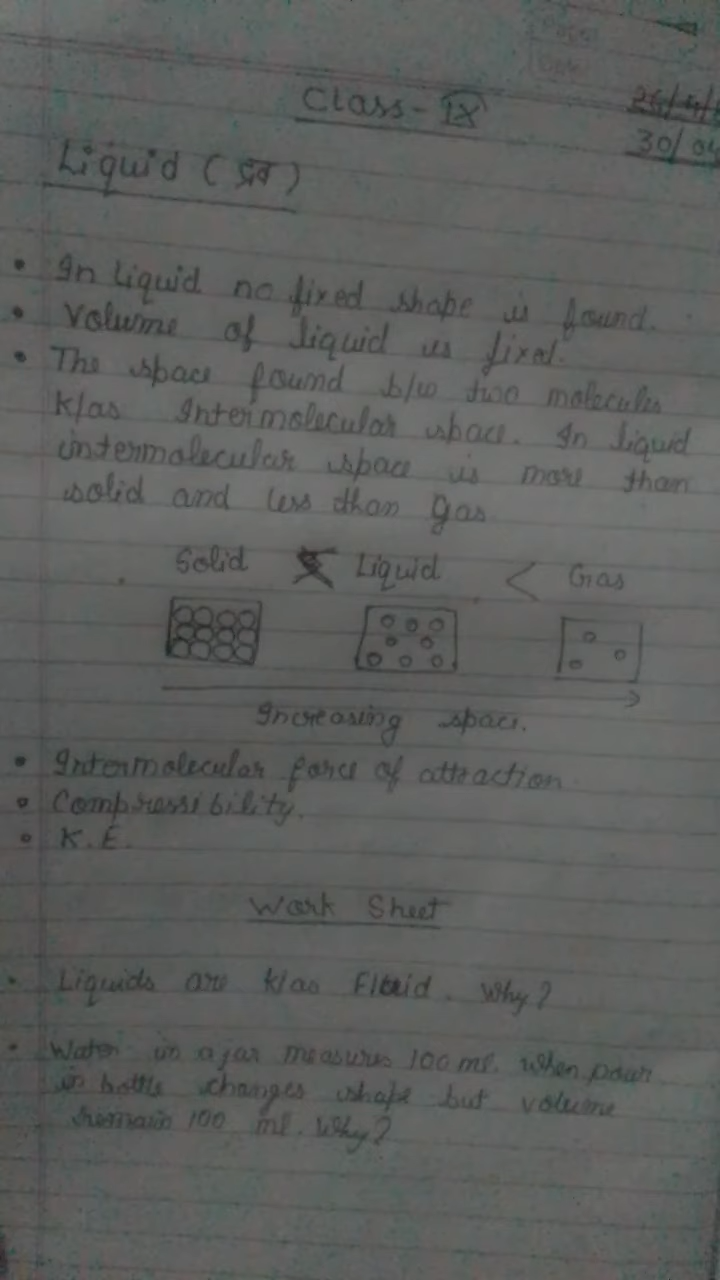 Class - IX
30/04
Liquid (द्रव)
• In Liquid no fixed shape is found.
• Volume of liquid is fixed.
• The space found b/w two molecules
k/as Intermolecular space. In liquid
intermolecular space is more than
solid and less than gas
Solid Liquid < Gas
Increasing space.
• Intermolecular force of attraction
• Compressibility.
• K.E.
Work Sheet
• Liquids are k/as Fluid. Why?
• Water in a jar measures 100 ml. when pour
in bottle changes shape but volume
remain 100 ml. Why?